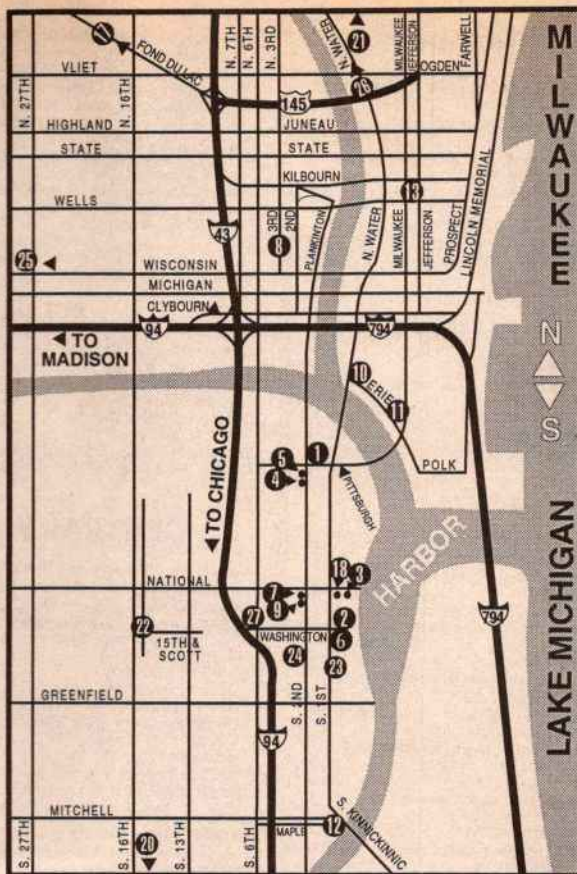 N. 27TH
N. 16TH
N. 7TH
N. 6TH
N. 3RD
N. WATER
21
MILWAUKEE
JEFFERSON
OGDEN
FARWELL
FOND DU LAC
VLIET
26
145
HIGHLAND
JUNEAU
STATE
STATE
KILBOURN
WELLS
13
43
3RD
2ND
8
PLANKINTON
N. WATER
MILWAUKEE
JEFFERSON
PROSPECT
LINCOLN MEMORIAL
25
WISCONSIN
MICHIGAN
CLYBOURN
94
794
TO
MADISON
10
ERIE
11
5
1
4
POLK
PITTSBURGH
TO CHICAGO
HARBOR
18
3
NATIONAL
7
9
2
27
22
15TH &
SCOTT
WASHINGTON
6
24
23
794
GREENFIELD
S. 2ND
S. 1ST
94
MITCHELL
MAPLE
12
S. KINNICKINNIC
S. 27TH
S. 16TH
20
S. 13TH
S. 6TH
MILWAUKEE
N
S
LAKE MICHIGAN